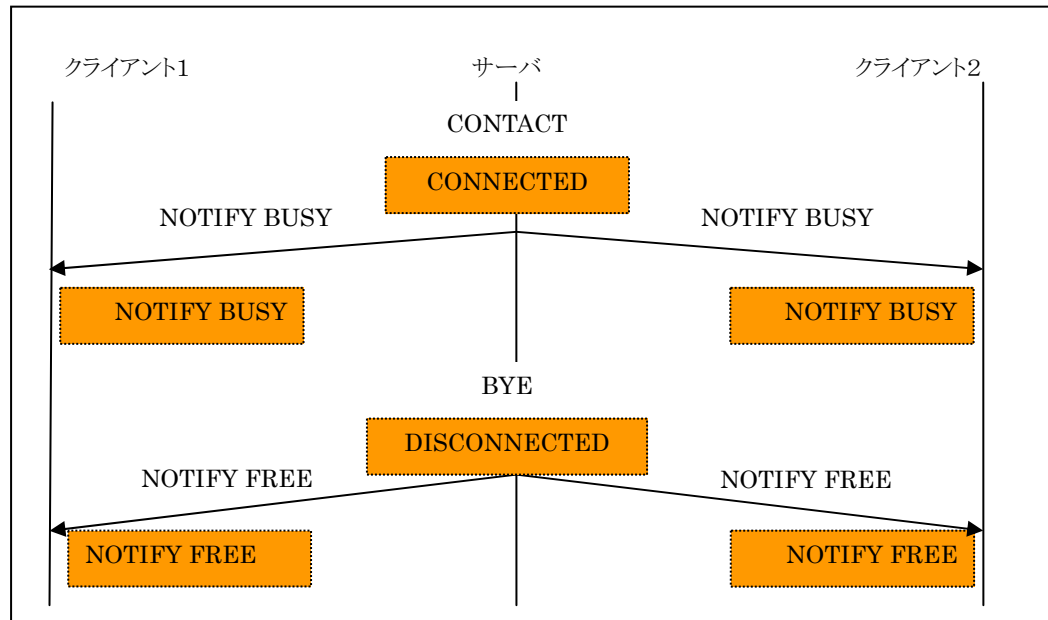 クライアント1
サーバ
クライアント2
CONTACT
CONNECTED
NOTIFY BUSY
NOTIFY BUSY
NOTIFY BUSY
NOTIFY BUSY
BYE
DISCONNECTED
NOTIFY FREE
NOTIFY FREE
NOTIFY FREE
NOTIFY FREE